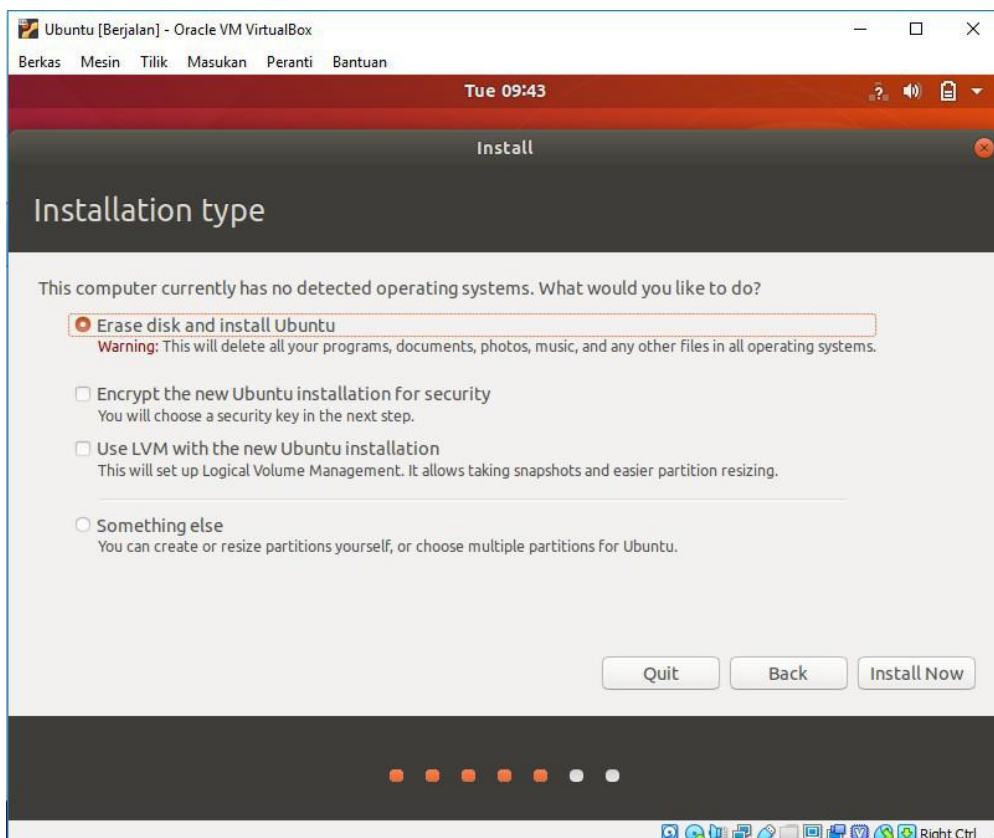 Ubuntu [Berjalan] - Oracle VM VirtualBox
Berkas Mesin Tilik Masukan Peranti Bantuan
Tue 09:43
Install
Installation type
This computer currently has no detected operating systems. What would you like to do?
Erase disk and install Ubuntu
Warning: This will delete all your programs, documents, photos, music, and any other files in all operating systems.
Encrypt the new Ubuntu installation for security
You will choose a security key in the next step.
Use LVM with the new Ubuntu installation
This will set up Logical Volume Management. It allows taking snapshots and easier partition resizing.
Something else
You can create or resize partitions yourself, or choose multiple partitions for Ubuntu.
Quit Back Install Now
Right Ctrl